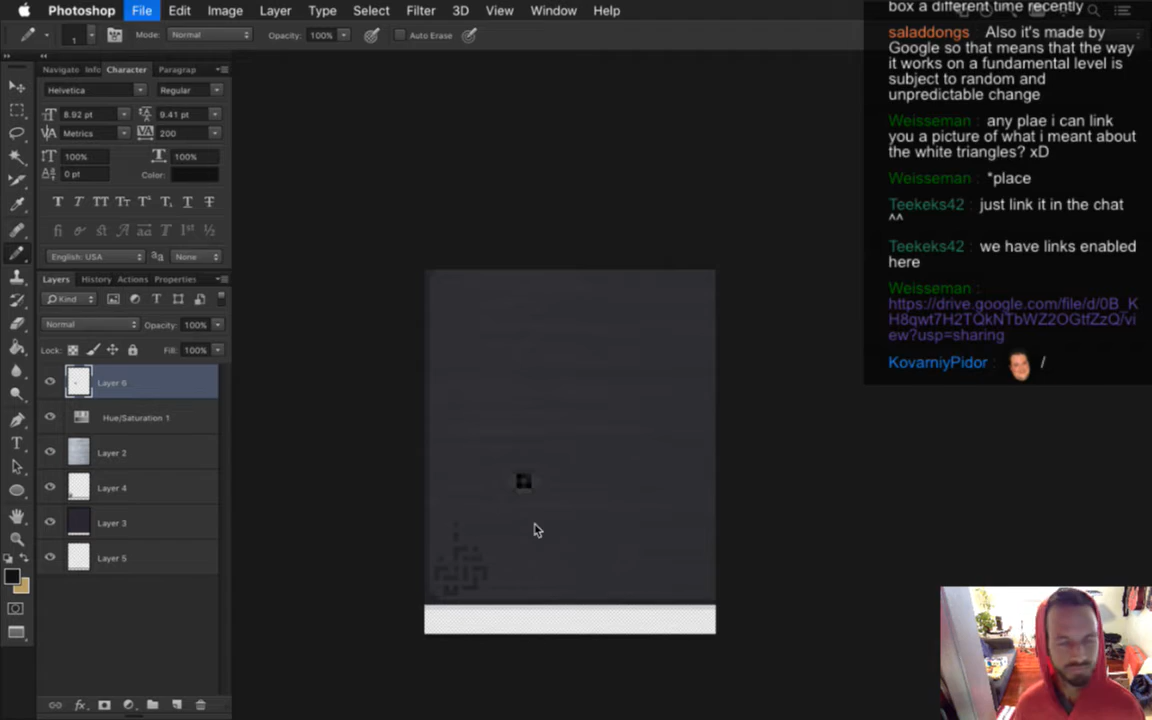 Photoshop File Edit Image Layer Type Select Filter 3D View Window Help
1 Mode: Normal Opacity: 100% Auto Erase
Navigato Info Character Paragrap
Helvetica Regular
8.92 pt 9.41 pt
Metrics 200
100% 100%
0 pt Color:
English: USA None
Layers History Actions Properties
Kind
Normal Opacity: 100%
Lock: Fill: 100%
Layer 6
Hue/Saturation 1
Layer 2
Layer 4
Layer 3
Layer 5
box a different time recently
saladdongs Also it's made by
Google so that means that the way
it works on a fundamental level is
subject to random and
unpredictable change
Weisseman : any plae i can link
you a picture of what i meant about
the white triangles? xD
Weisseman : *place
Teekeks42 : just link it in the chat
^^
Teekeks42 : we have links enabled
here
Weisseman :
https://drive.google.com/file/d/0B_K
H8qwt7H2TQkNTbWZ2OGtfZzQ/vi
ew?usp=sharing
KovarniyPidor : /